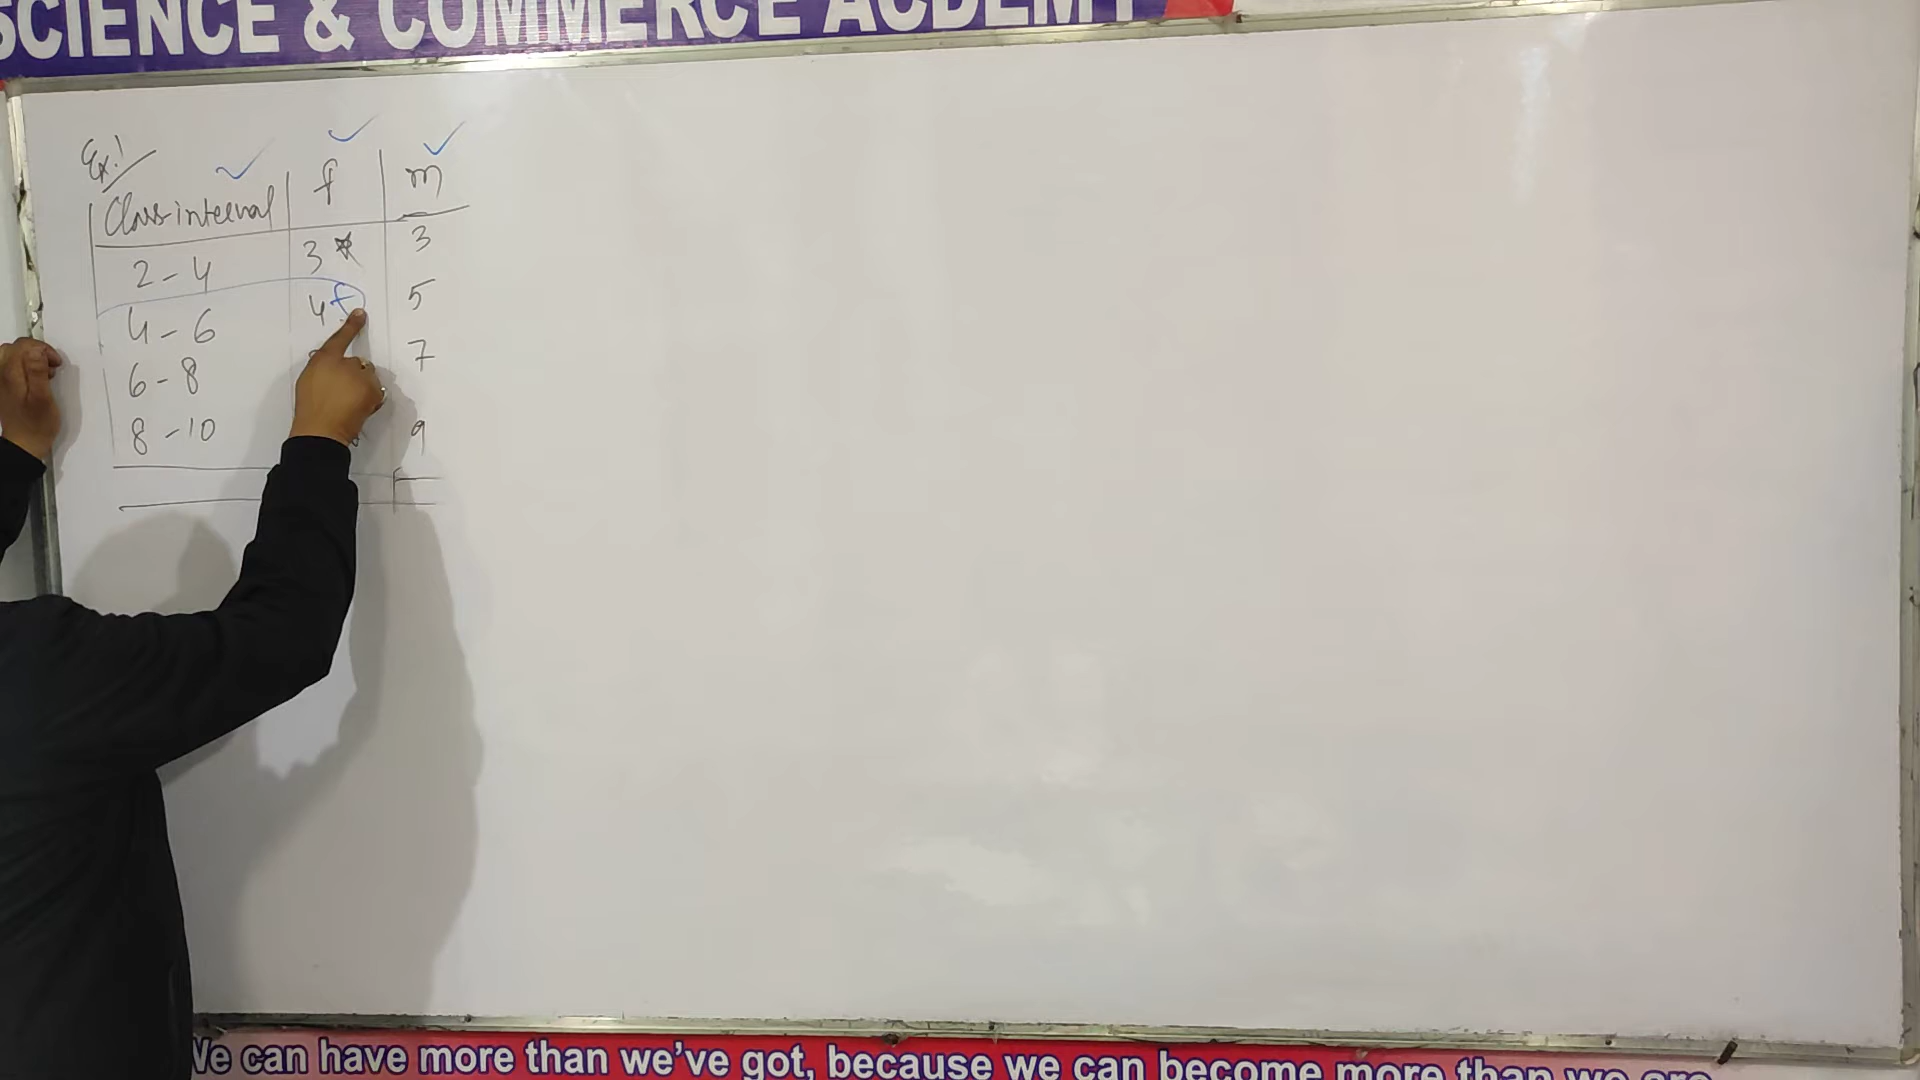 SCIENCE & COMMERCE ACDEMY
Ex:
Class-interval f m
2-4 3 3
4-6 4 f 5
6-8 7
8-10 9
We can have more than we've got, because we can become more than we are